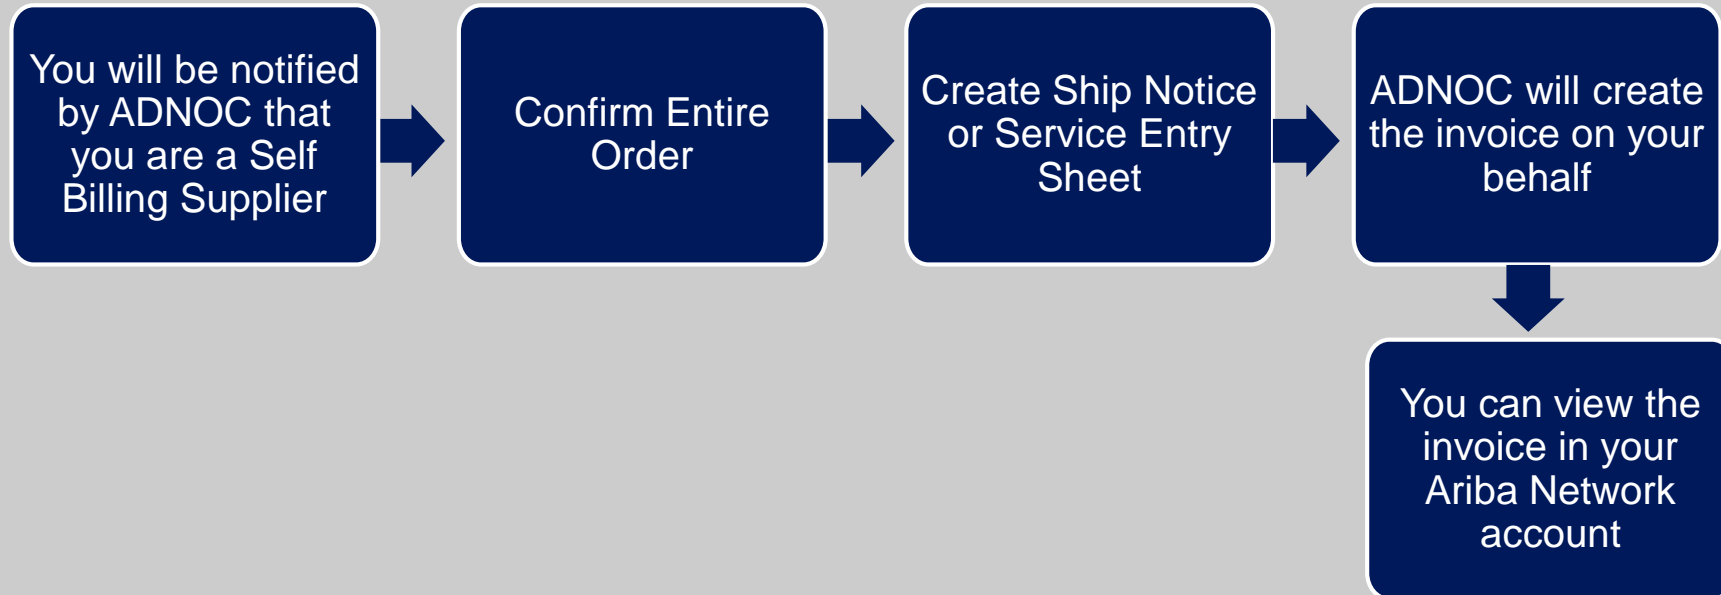 You will be notified
by ADNOC that
you are a Self
Billing Supplier
Confirm Entire
Order
Create Ship Notice
or Service Entry
Sheet
ADNOC will create
the invoice on your
behalf
You can view the
invoice in your
Ariba Network
account